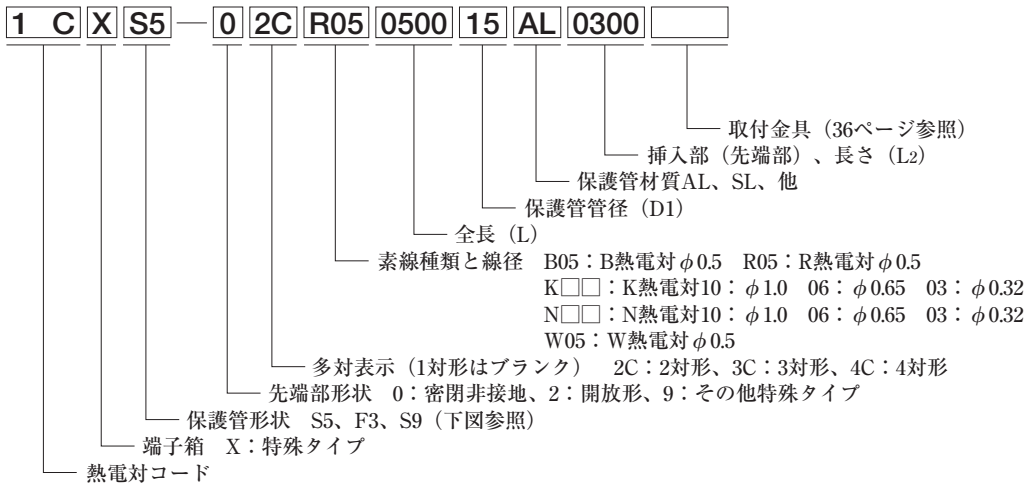 1 C X S5－0 2C R05 0500 15 AL 0300
取付金具（36ページ参照）
挿入部（先端部）、長さ（L2）
保護管材質AL、SL、他
保護管管径（D1）
全長（L）
素線種類と線径　B05：B熱電対φ0.5　R05：R熱電対φ0.5
K□□：K熱電対10：φ1.0　06：φ0.65　03：φ0.32
N□□：N熱電対10：φ1.0　06：φ0.65　03：φ0.32
W05：W熱電対φ0.5
多対表示（1対形はブランク）　2C：2対形、3C：3対形、4C：4対形
先端部形状　0：密閉非接地、2：開放形、9：その他特殊タイプ
保護管形状　S5、F3、S9（下図参照）
端子箱　X：特殊タイプ
熱電対コード